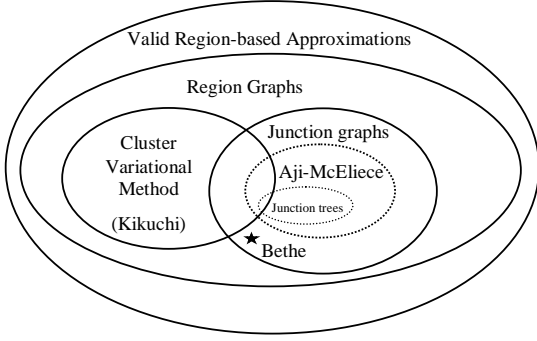 Valid Region-based Approximations
Region Graphs
Cluster
Variational
Method
(Kikuchi)
Junction graphs
Aji-McEliece
Junction trees
Bethe